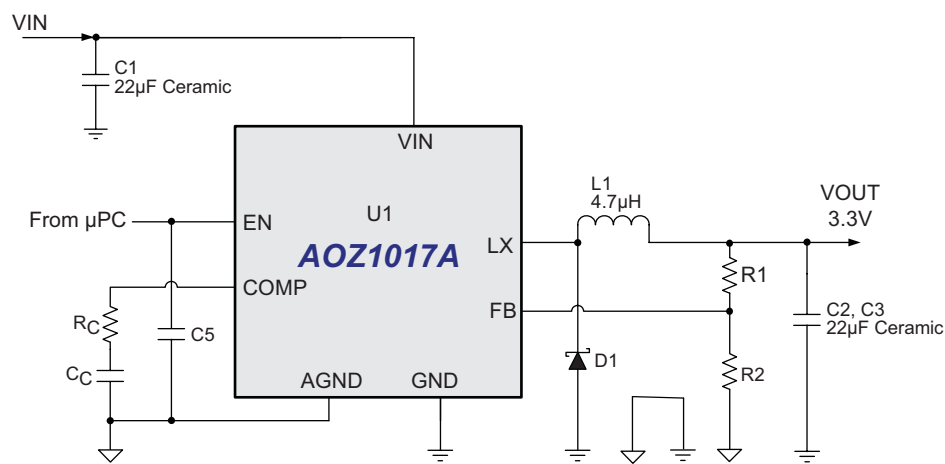 VIN
C1
22µF Ceramic
VIN
From µPC
EN
U1
AOZ1017A
COMP
LX
FB
L1
4.7µH
VOUT
3.3V
R1
RC
C5
CC
C2, C3
22µF Ceramic
D1
R2
AGND
GND